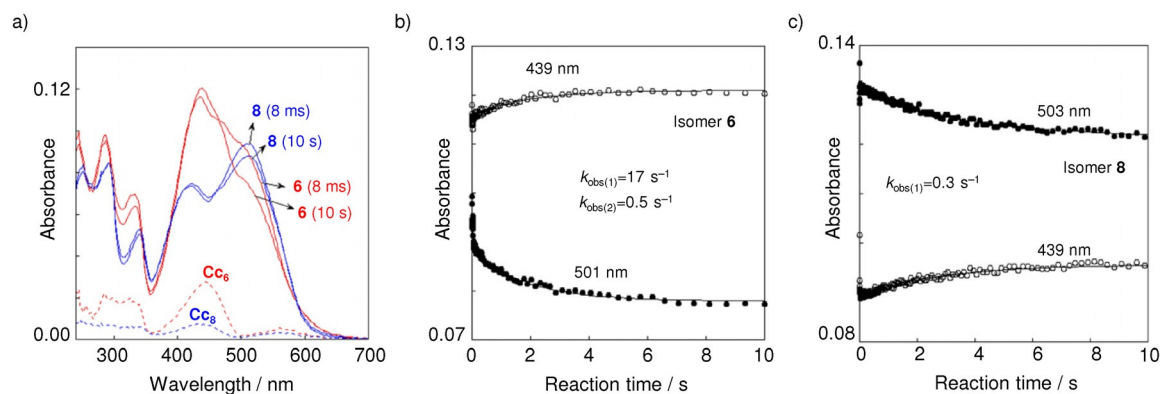 a)
0.12
0.00
Absorbance
300 400 500 600 700
Wavelength / nm
8 (8 ms)
8 (10 s)
6 (8 ms)
6 (10 s)
Cc6
Cc8
b)
0.13
0.07
Absorbance
439 nm
Isomer 6
kobs(1)=17 s–1
kobs(2)=0.5 s–1
501 nm
0 2 4 6 8 10
Reaction time / s
c)
0.14
0.08
Absorbance
503 nm
Isomer 8
kobs(1)=0.3 s–1
439 nm
0 2 4 6 8 10
Reaction time / s